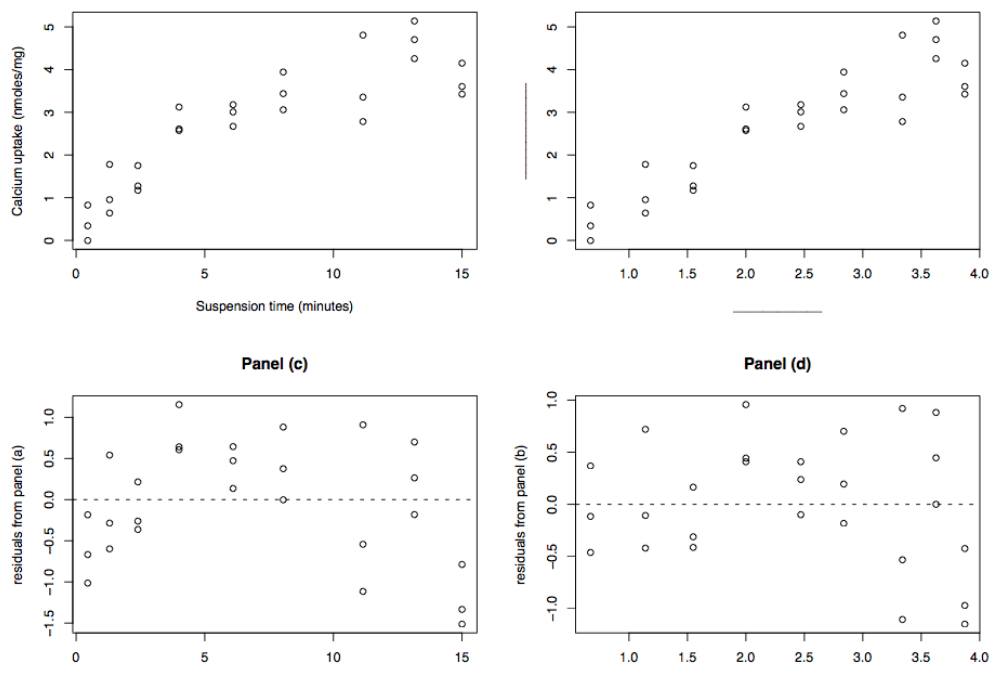 5
4
3
2
1
0
Calcium uptake (nmoles/mg)
0 5 10 15
Suspension time (minutes)
5
4
3
2
1
0
1.0 1.5 2.0 2.5 3.0 3.5 4.0
Panel (c)
1.0
0.5
0.0
−0.5
−1.0
−1.5
residuals from panel (a)
0 5 10 15
Panel (d)
1.0
0.5
0.0
−0.5
−1.0
residuals from panel (b)
1.0 1.5 2.0 2.5 3.0 3.5 4.0